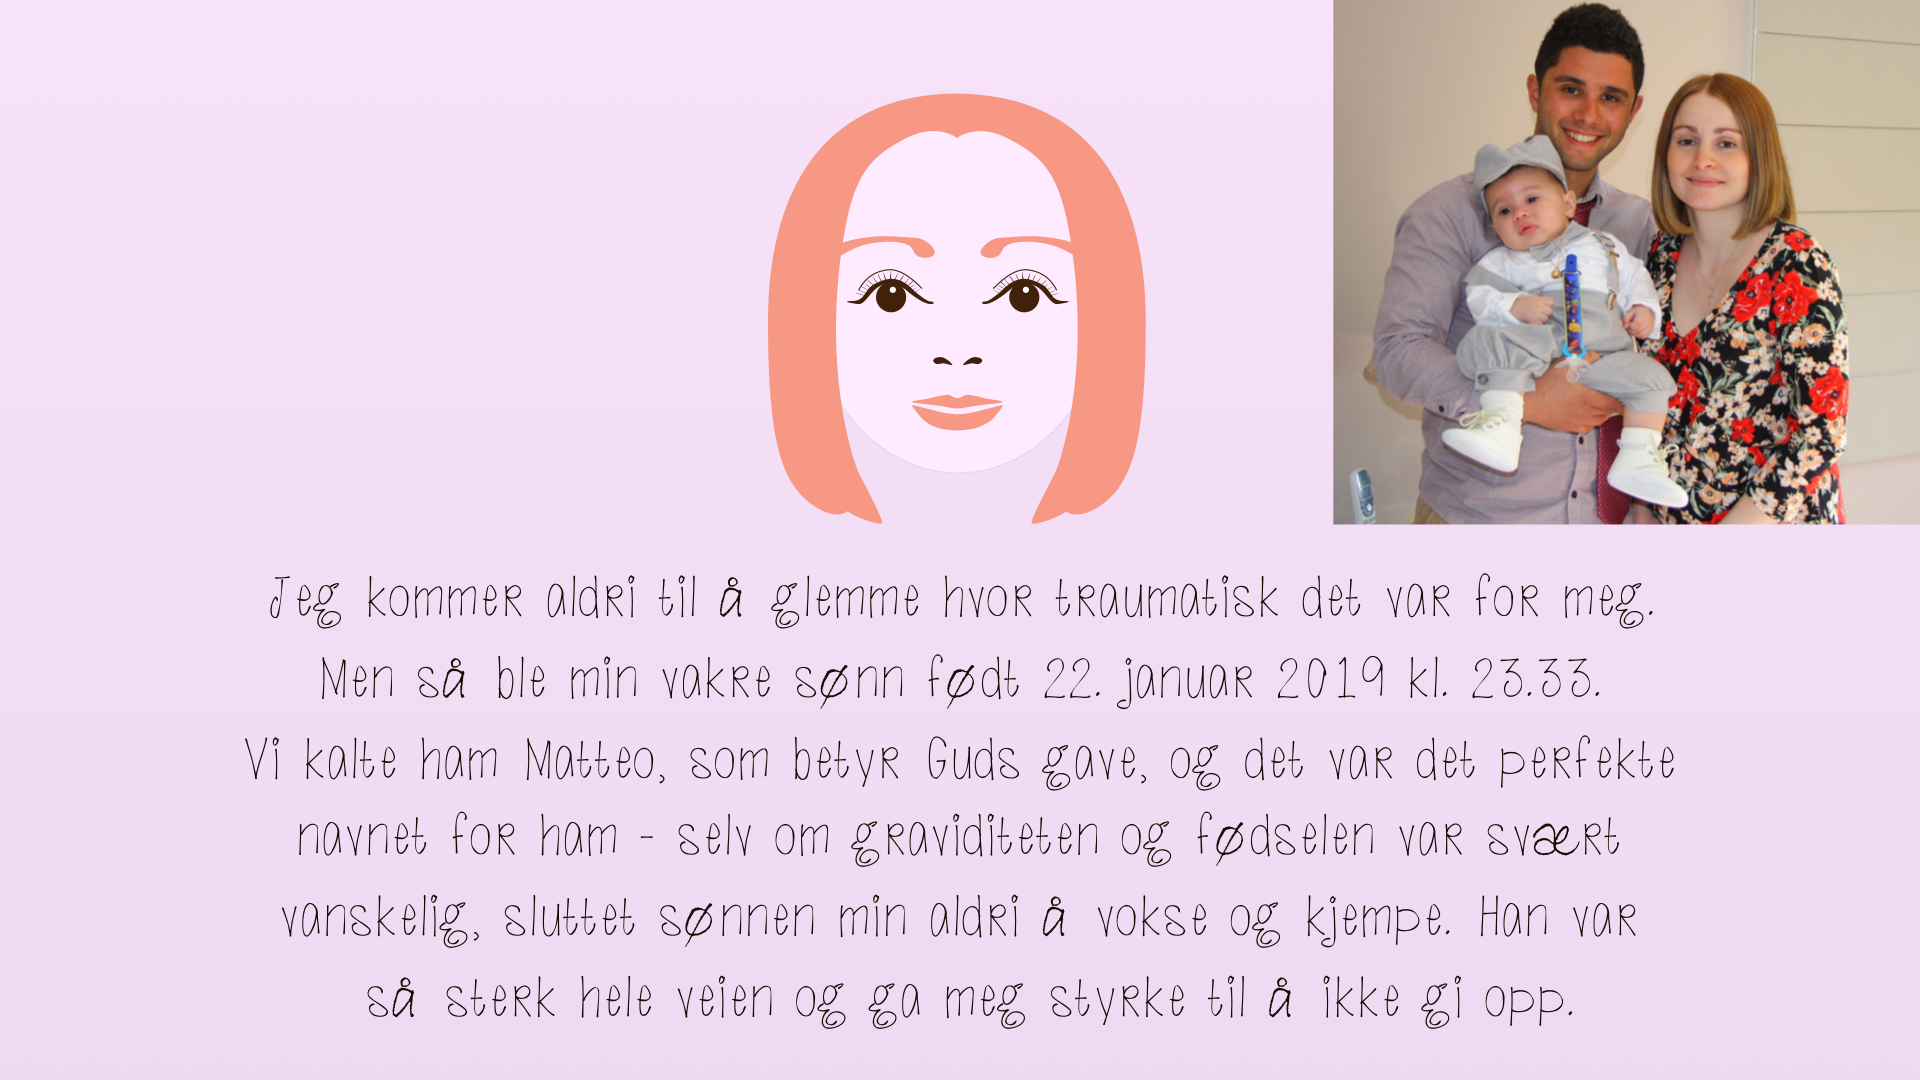 Jeg kommer aldri til å glemme hvor traumatisk det var for meg.
Men så ble min vakre sønn født 22. januar 2019 kl. 23.33.
Vi kalte ham Matteo, som betyr Guds gave, og det var det perfekte
navnet for ham - selv om graviditeten og fødselen var svært
vanskelig, sluttet sønnen min aldri å vokse og kjempe. Han var
så sterk hele veien og ga meg styrke til å ikke gi opp.